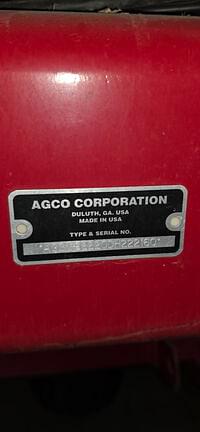 AGCO CORPORATION
DULUTH, GA. USA
MADE IN USA
TYPE & SERIAL NO.